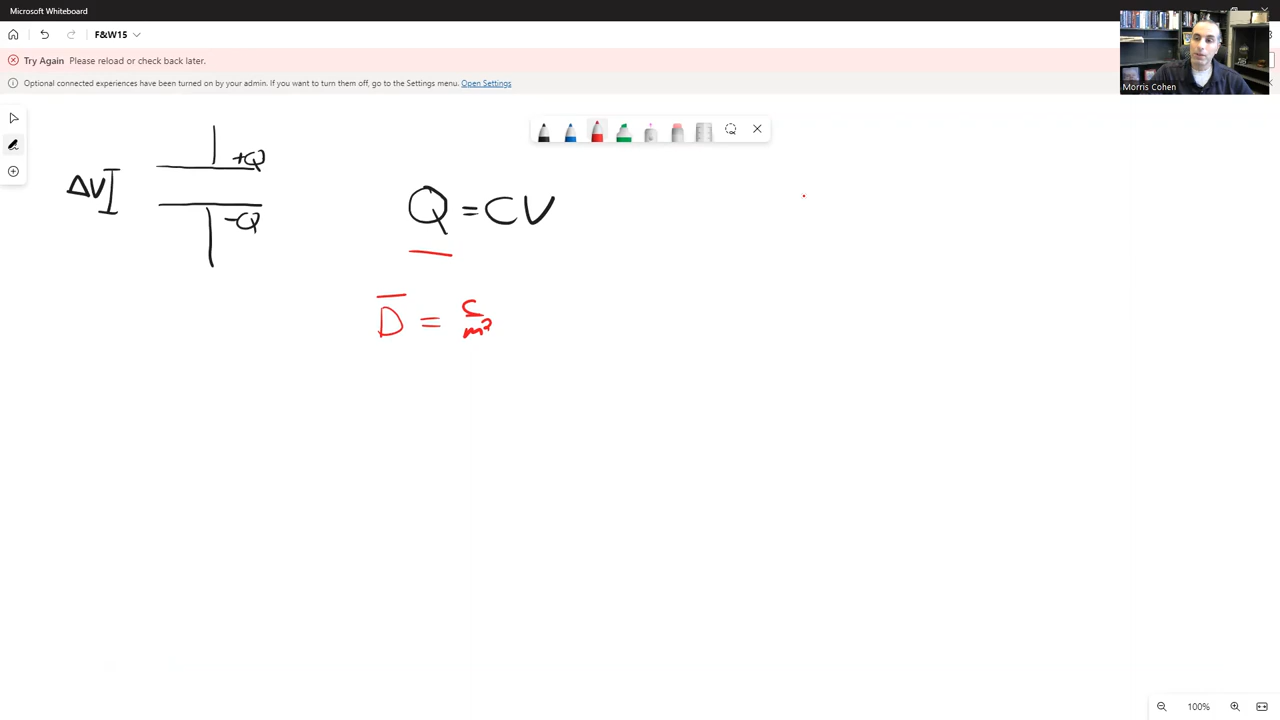 Microsoft Whiteboard
F&W15
Try Again Please reload or check back later.
Optional connected experiences have been turned on by your admin. If you want to turn them off, go to the Settings menu. Open Settings
Morris Cohen
+Q
ΔV
-Q
Q = CV
D̅ = C/m²
100%